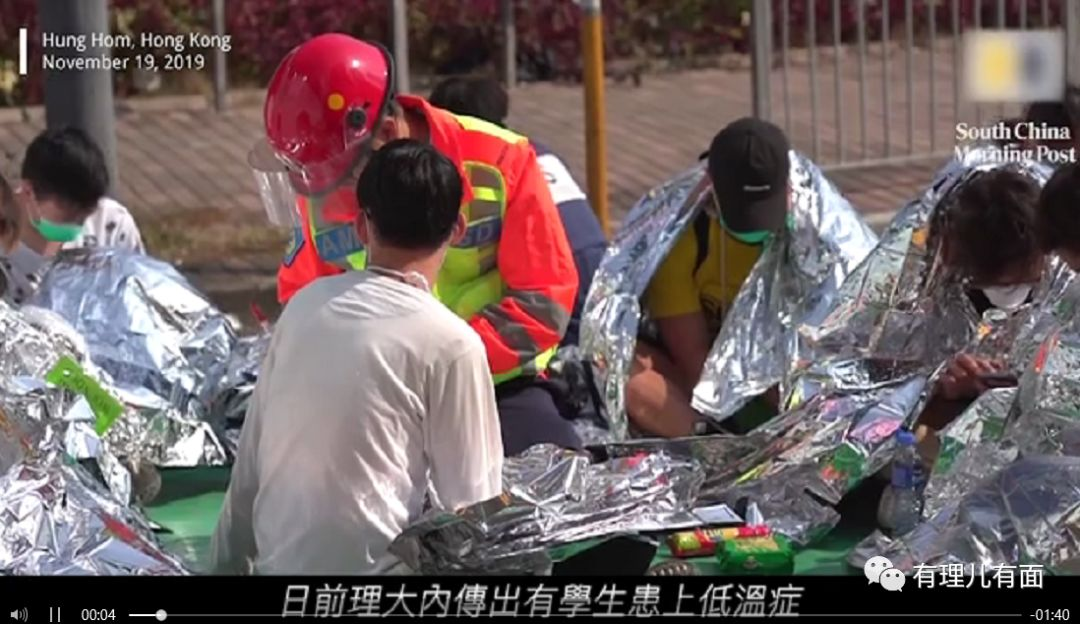 Hung Hom, Hong Kong
November 19, 2019
South China
Morning Post
日前理大內傳出有學生患上低溫症
有理儿有面
00:04
-01:40